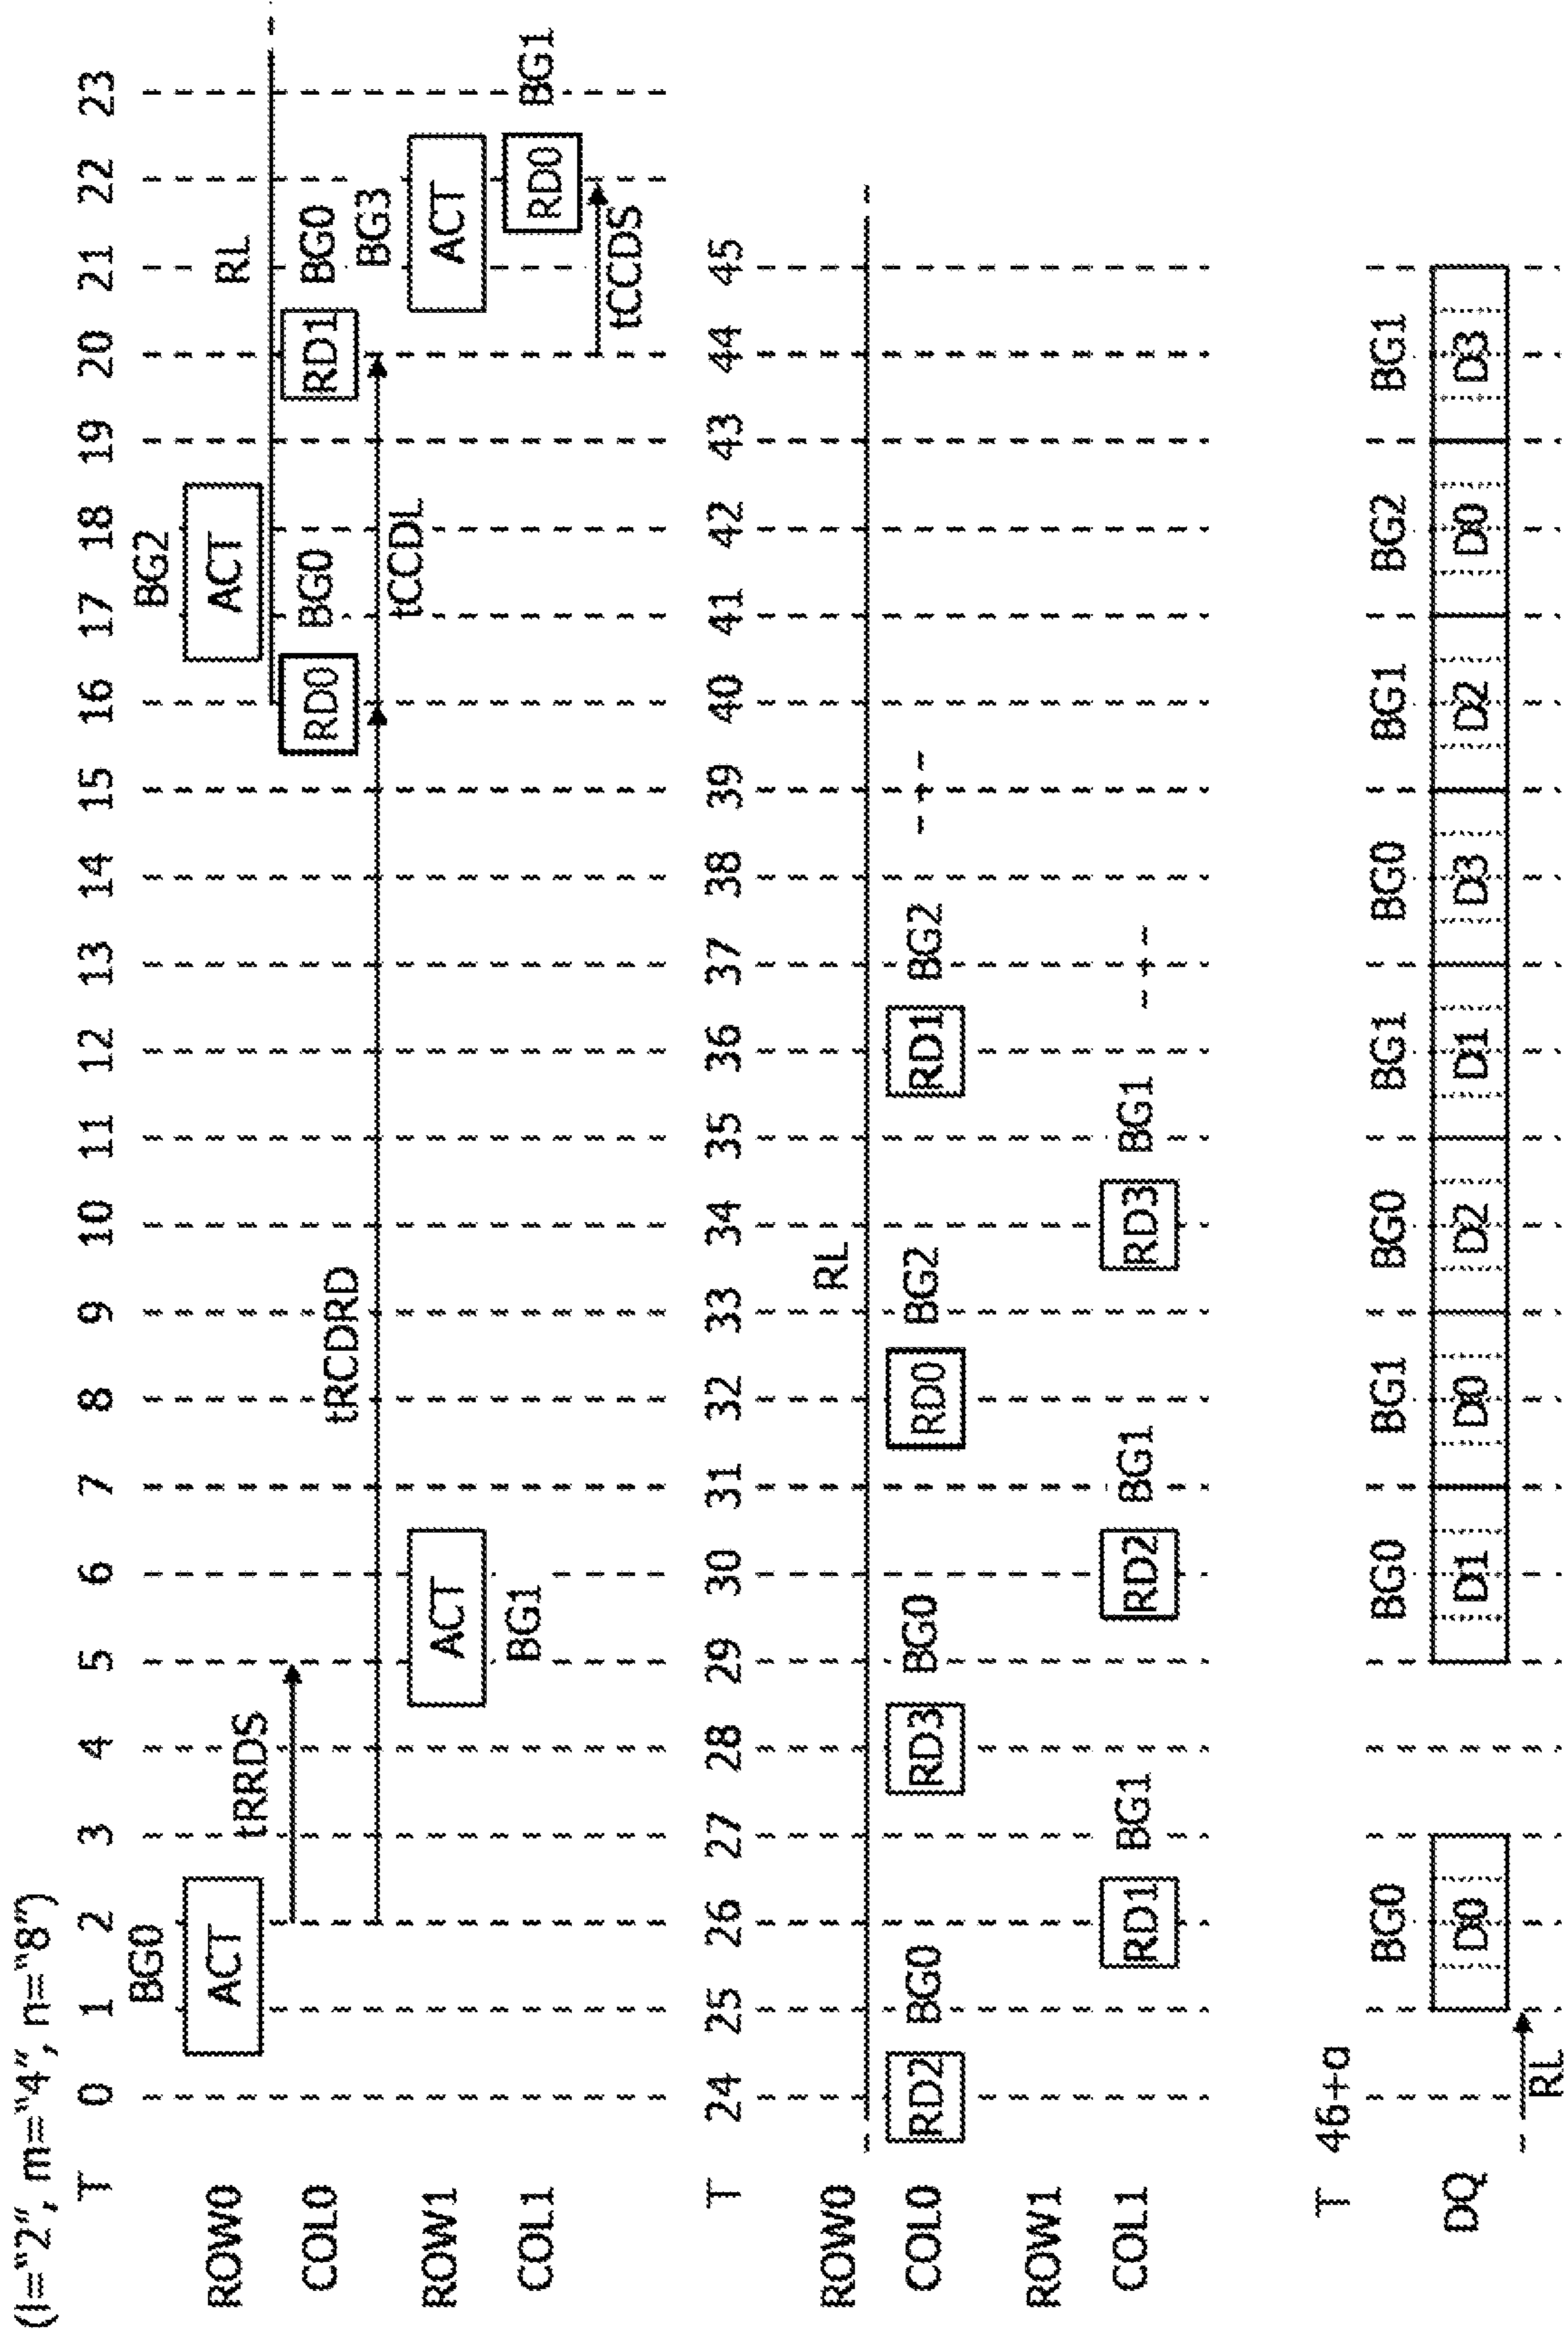 (l="2", m="4", n="8")
T 0 1 2 3 4 5 6 7 8 9 10 11 12 13 14 15 16 17 18 19 20 21 22 23
BG0 BG2
ROW0 ACT ACT
tRRDS RL
COL0 RD0 BG0 RD1 BG0
tRCDRD tCCDL BG3
ROW1 ACT ACT
COL1 BG1 RD0 BG1
tCCDS
T 24 25 26 27 28 29 30 31 32 33 34 35 36 37 38 39 40 41 42 43 44 45
ROW0 RL
COL0 RD2 BG0 RD3 BG0 RD0 BG2 RD1 BG2
ROW1
COL1 RD1 BG1 RD2 BG1 RD3 BG1
T 46+α
BG0 BG0 BG1 BG0 BG1 BG0 BG1 BG2 BG1
DQ D0 D1 D0 D2 D1 D3 D2 D0 D3
RL